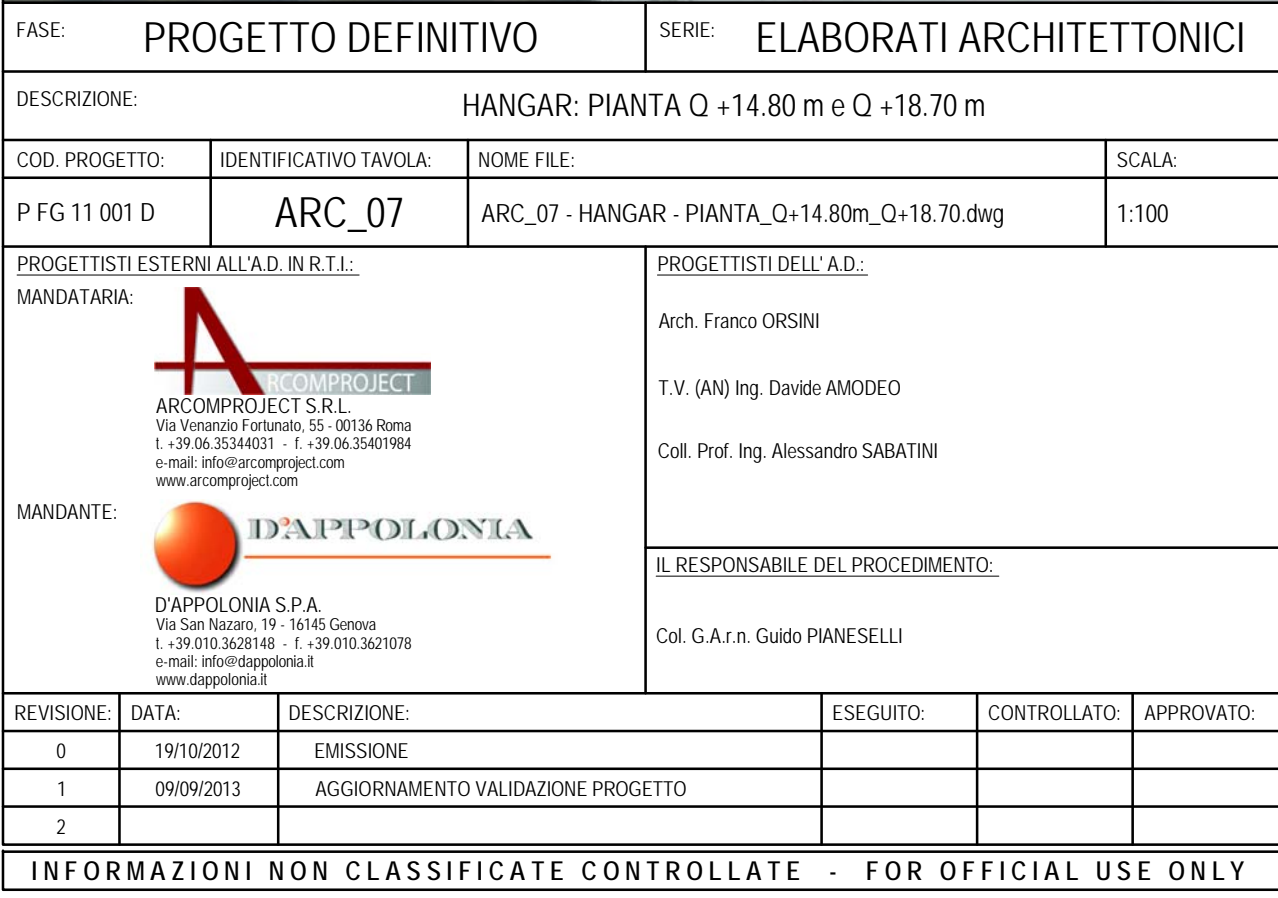 FASE: PROGETTO DEFINITIVO SERIE: ELABORATI ARCHITETTONICI
DESCRIZIONE: HANGAR: PIANTA Q +14.80 m e Q +18.70 m
COD. PROGETTO: IDENTIFICATIVO TAVOLA: NOME FILE: SCALA:
P FG 11 001 D ARC_07 ARC_07 - HANGAR - PIANTA_Q+14.80m_Q+18.70.dwg 1:100
PROGETTISTI ESTERNI ALL'A.D. IN R.T.I.:
MANDATARIA:
ARCOMPROJECT
ARCOMPROJECT S.R.L.
Via Venanzio Fortunato, 55 - 00136 Roma
t. +39.06.35344031 - f. +39.06.35401984
e-mail: info@arcomproject.com
www.arcomproject.com
MANDANTE:
D'APPOLONIA
D'APPOLONIA S.P.A.
Via San Nazaro, 19 - 16145 Genova
t. +39.010.3628148 - f. +39.010.3621078
e-mail: info@dappolonia.it
www.dappolonia.it
PROGETTISTI DELL' A.D.:
Arch. Franco ORSINI
T.V. (AN) Ing. Davide AMODEO
Coll. Prof. Ing. Alessandro SABATINI
IL RESPONSABILE DEL PROCEDIMENTO:
Col. G.A.r.n. Guido PIANESELLI
REVISIONE: DATA: DESCRIZIONE: ESEGUITO: CONTROLLATO: APPROVATO:
0 19/10/2012 EMISSIONE
1 09/09/2013 AGGIORNAMENTO VALIDAZIONE PROGETTO
2
INFORMAZIONI NON CLASSIFICATE CONTROLLATE - FOR OFFICIAL USE ONLY